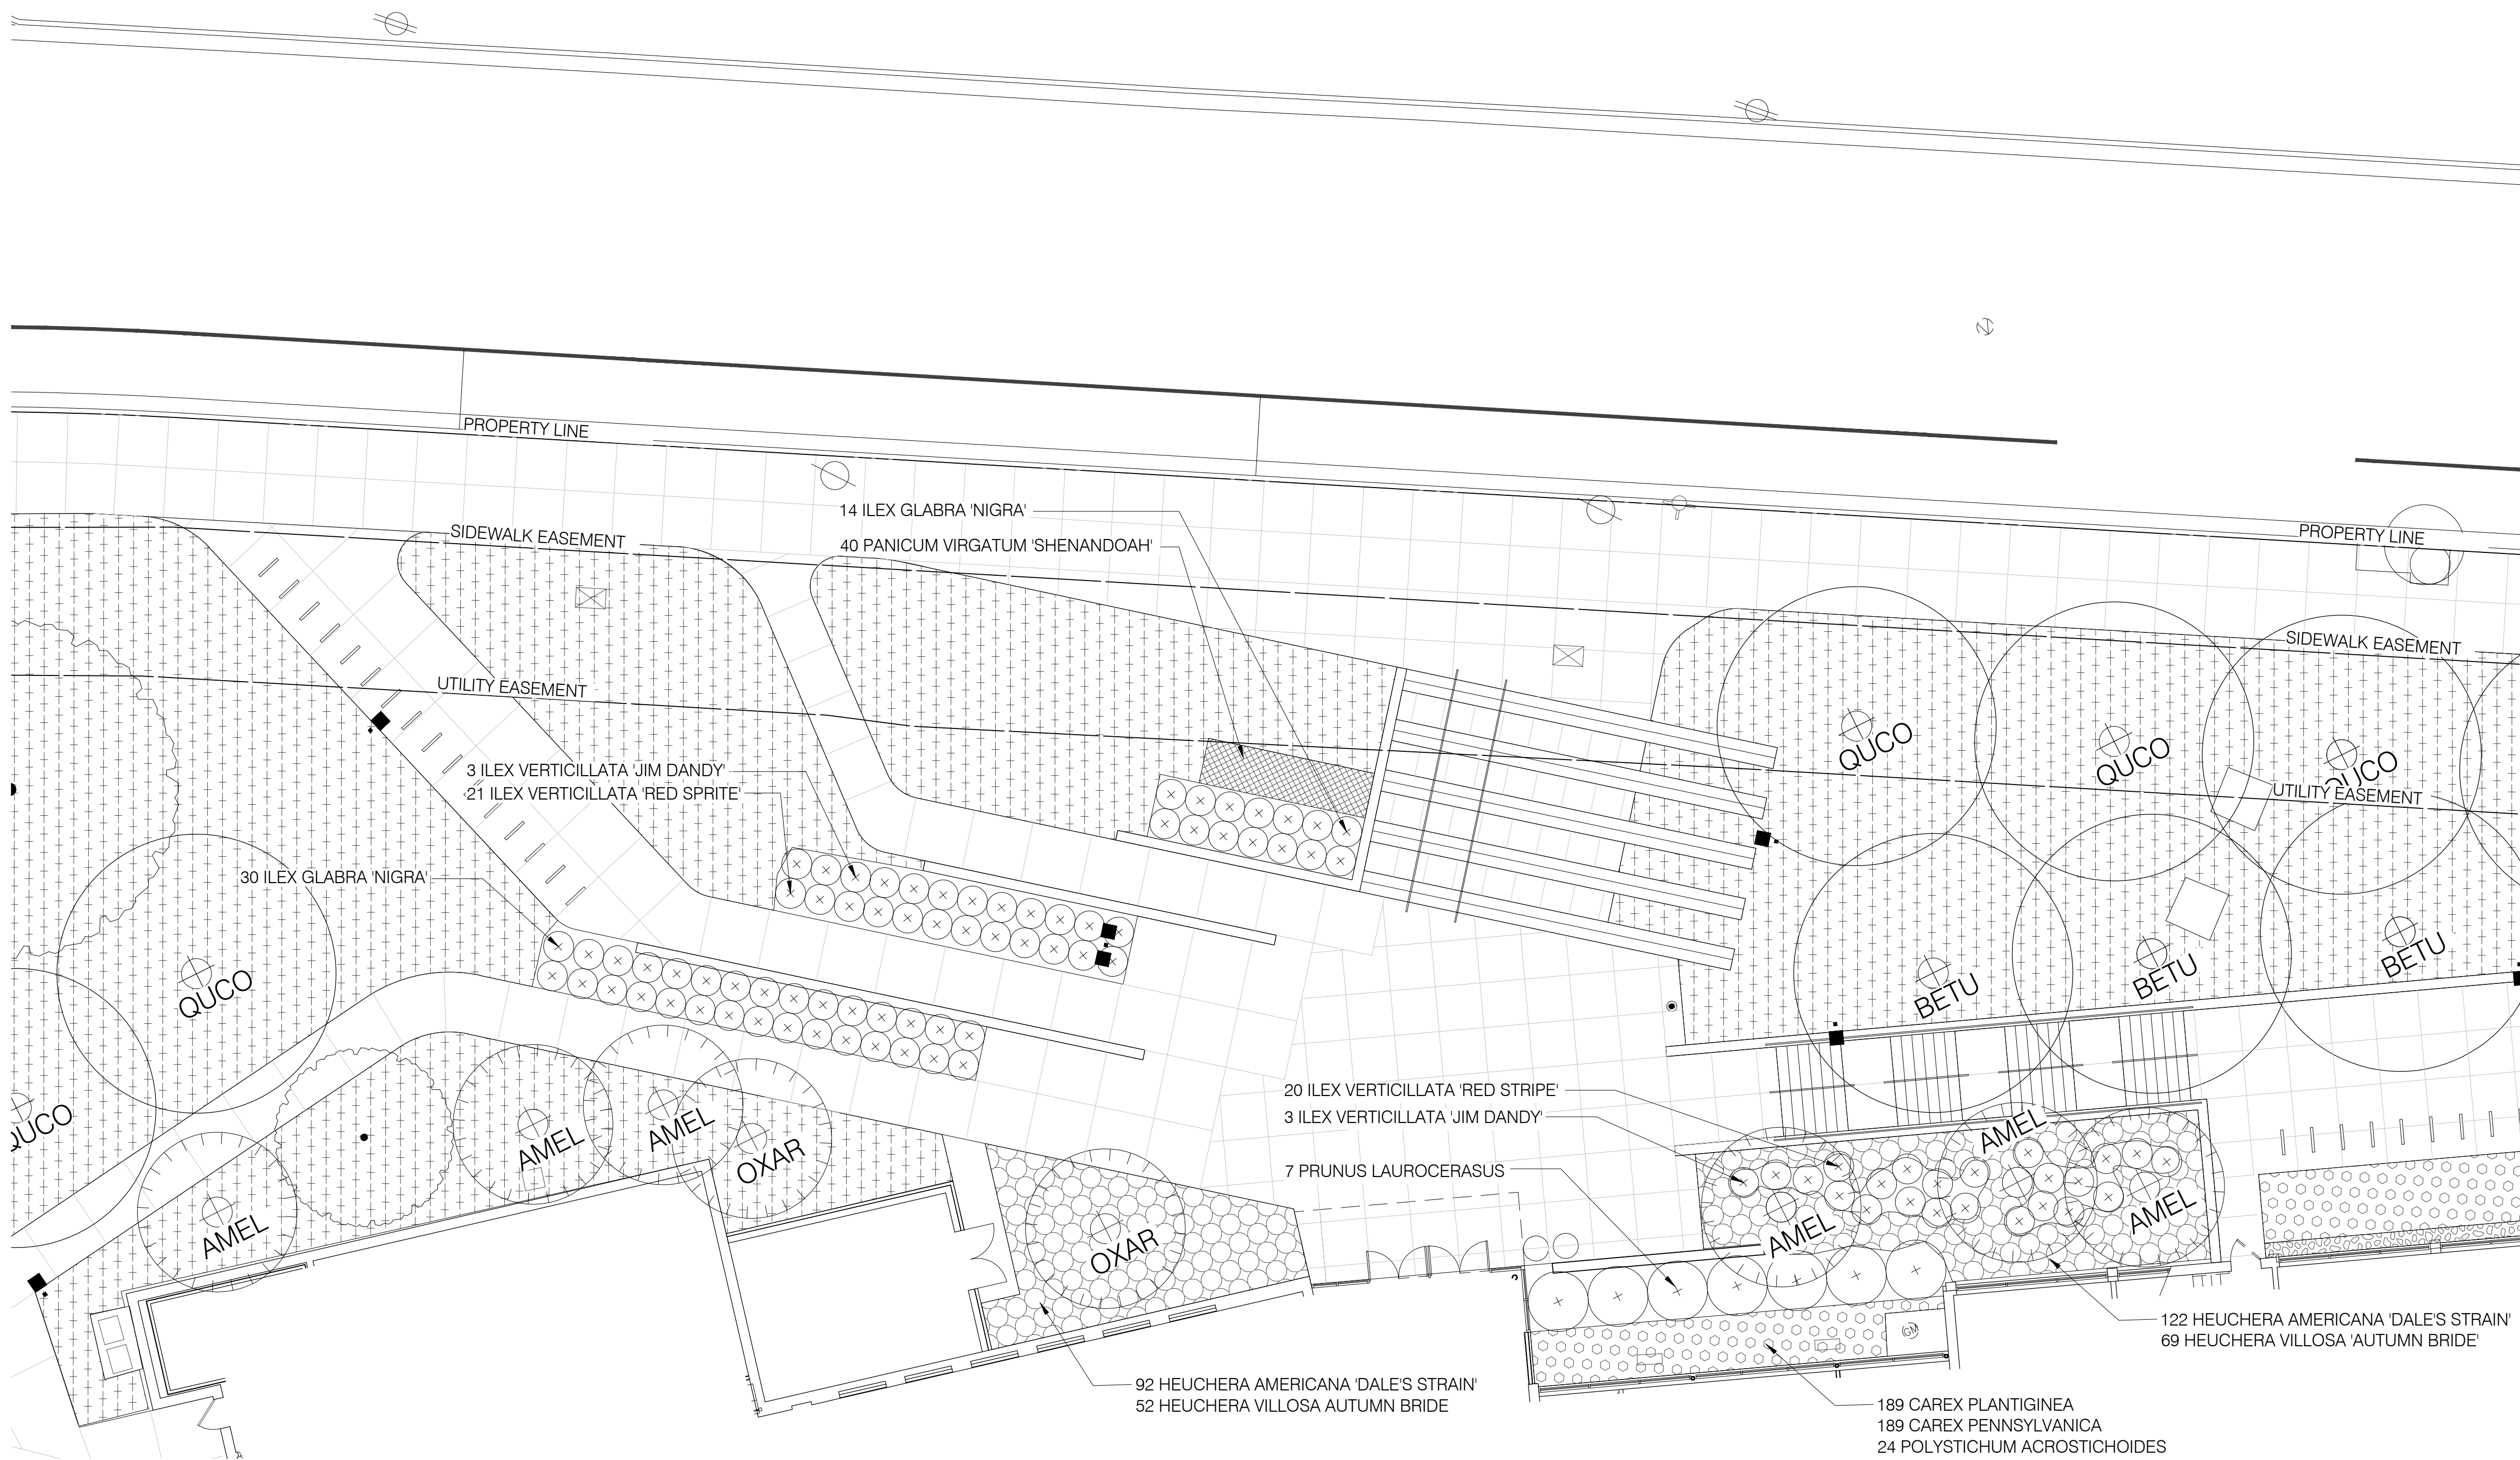 PROPERTY LINE
14 ILEX GLABRA 'NIGRA'
PROPERTY LINE
SIDEWALK EASEMENT
40 PANICUM VIRGATUM 'SHENANDOAH'
SIDEWALK EASEMENT
UTILITY EASEMENT
QUCO
QUCO
QUCO
3 ILEX VERTICILLATA 'JIM DANDY'
21 ILEX VERTICILLATA 'RED SPRITE'
UTILITY EASEMENT
30 ILEX GLABRA 'NIGRA'
QUCO
BETU
BETU
BETU
QUCO
AMEL
AMEL
OXAR
AMEL
20 ILEX VERTICILLATA 'RED STRIPE'
3 ILEX VERTICILLATA 'JIM DANDY'
7 PRUNUS LAUROCERASUS
AMEL
AMEL
AMEL
OXAR
GM
122 HEUCHERA AMERICANA 'DALE'S STRAIN'
69 HEUCHERA VILLOSA 'AUTUMN BRIDE'
92 HEUCHERA AMERICANA 'DALE'S STRAIN'
52 HEUCHERA VILLOSA AUTUMN BRIDE
189 CAREX PLANTIGINEA
189 CAREX PENNSYLVANICA
24 POLYSTICHUM ACROSTICHOIDES